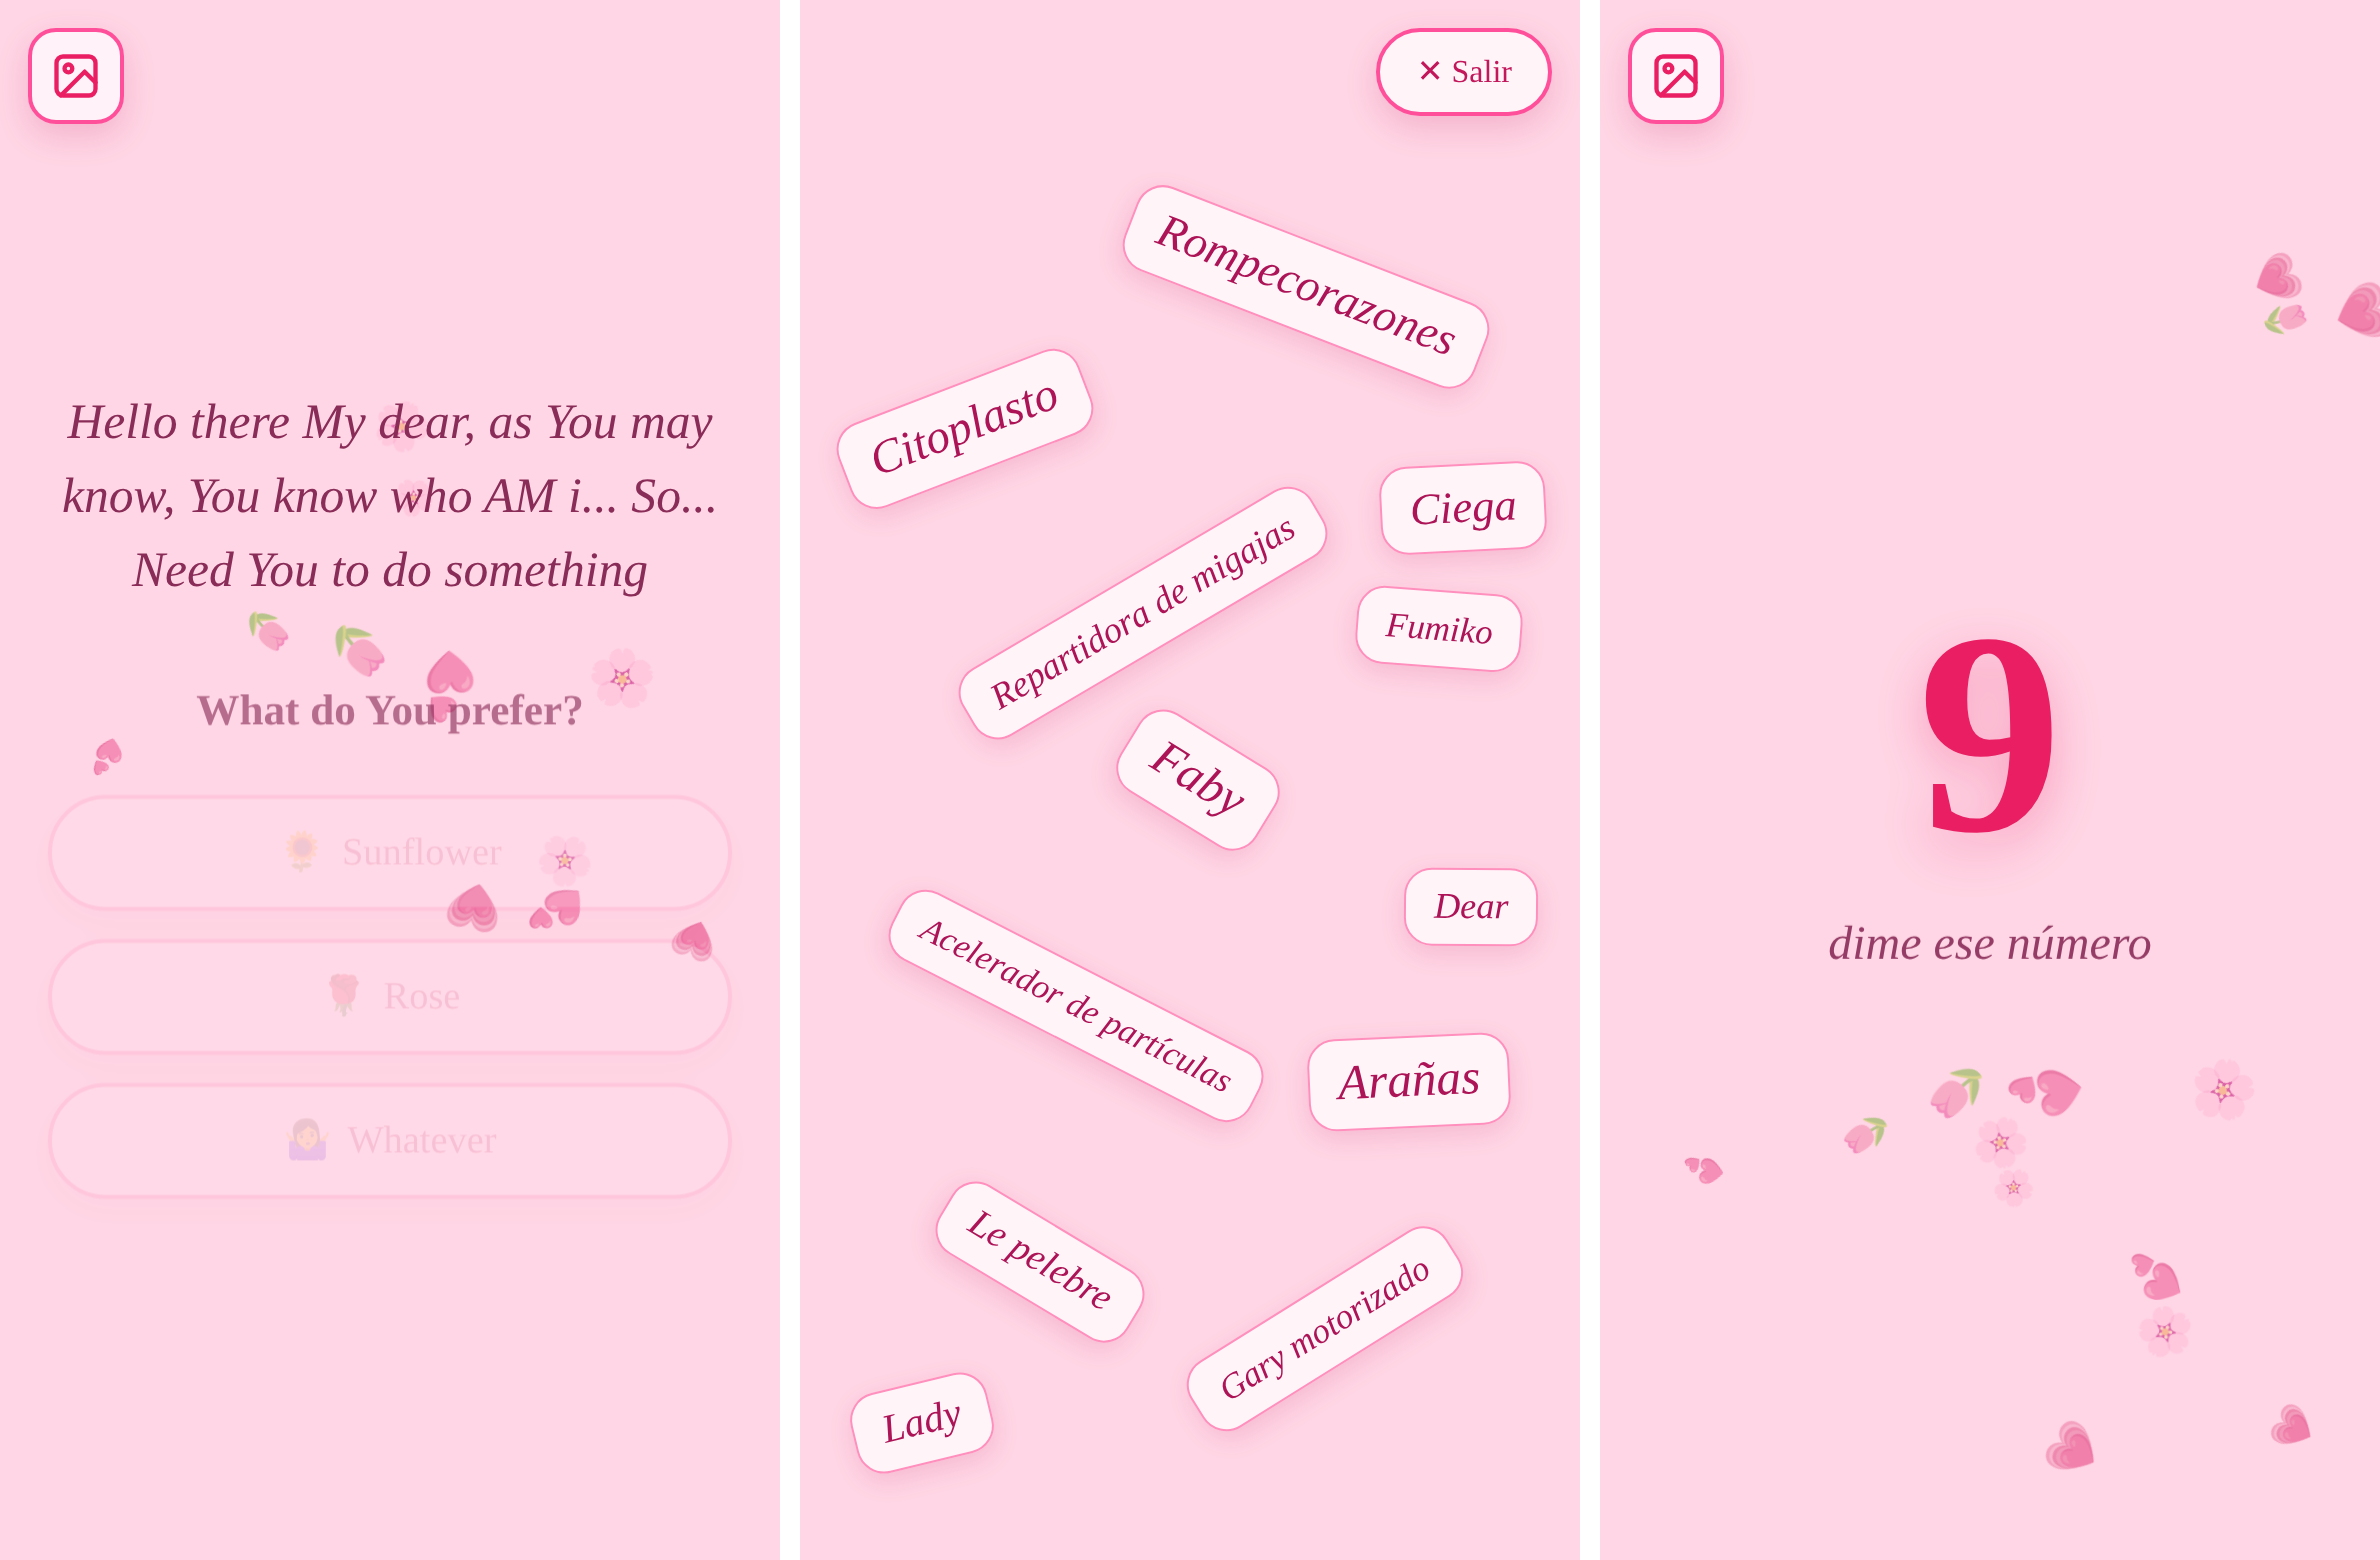 Hello there My dear, as You may
know, You know who AM i... So...
Need You to do something
What do You prefer?
Sunflower
Rose
Whatever
✕ Salir
Rompecorazones
Citoplasto
Ciega
Repartidora de migajas
Fumiko
Faby
Dear
Acelerador de partículas
Arañas
Le pelebre
Gary motorizado
Lady
9
dime ese número